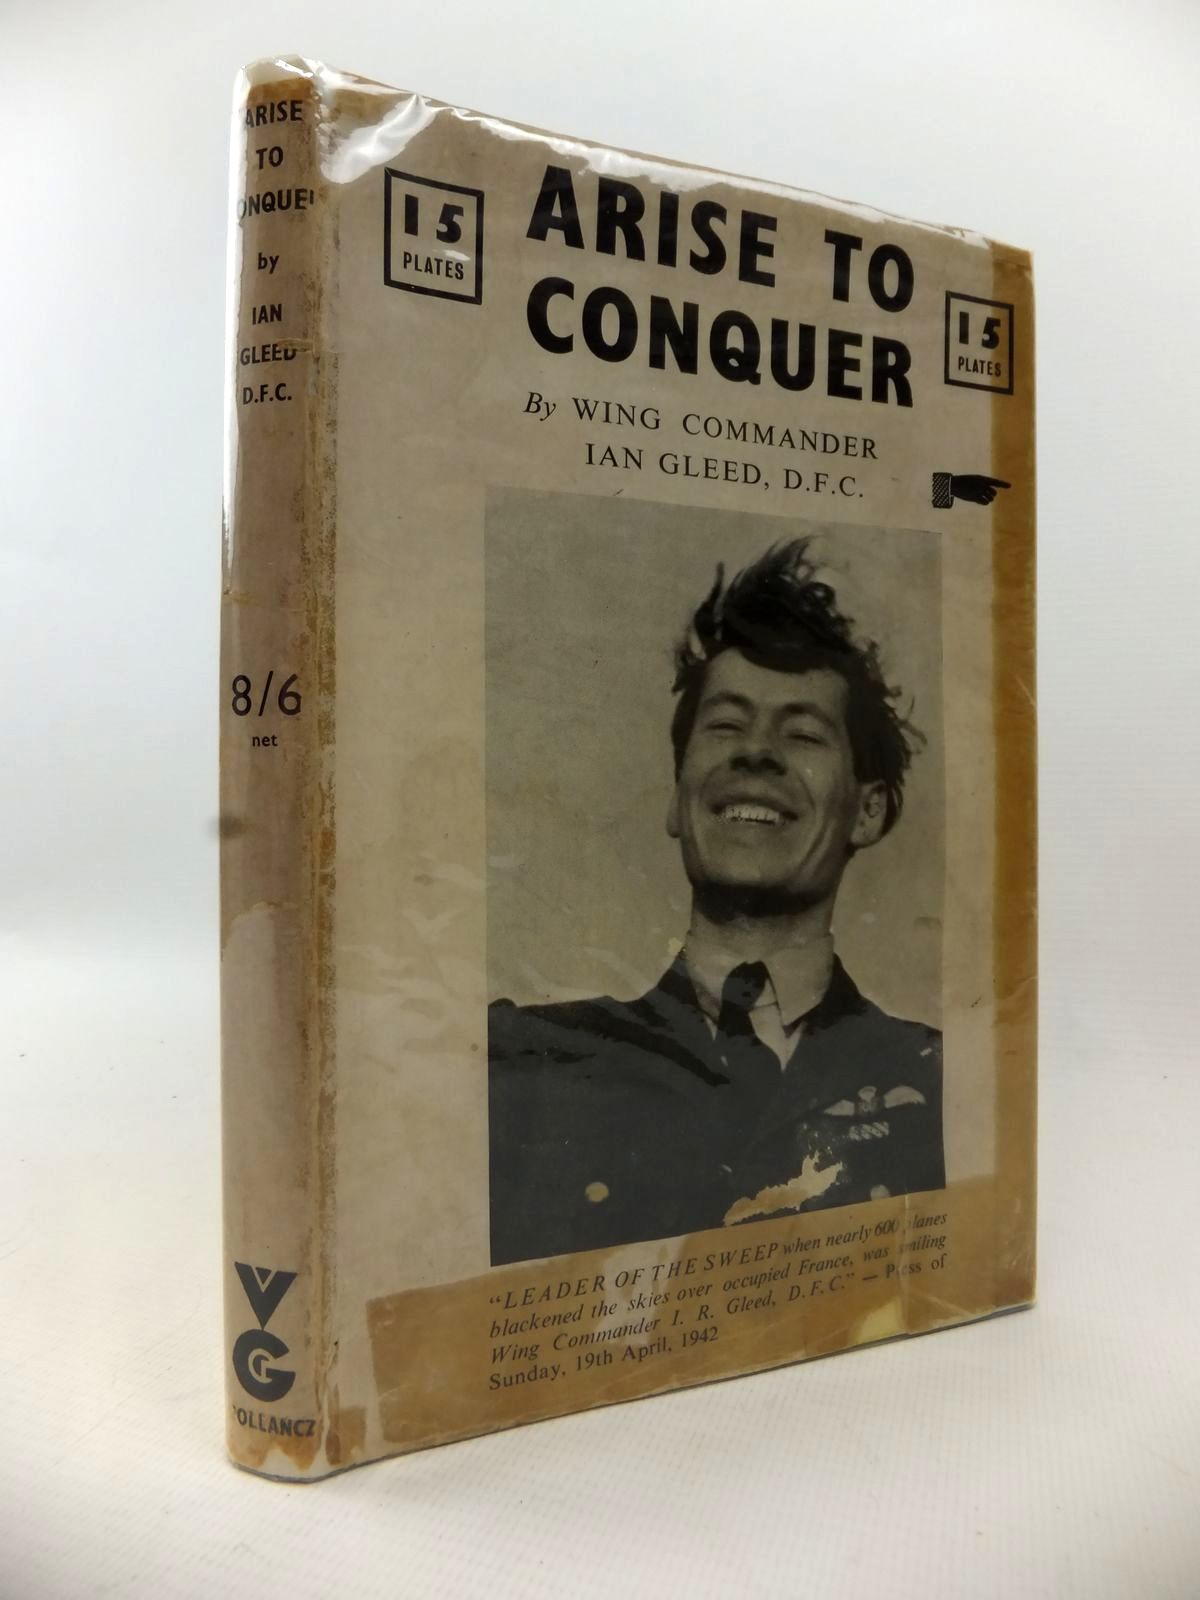 ARISE
TO
ONQUE
by
IAN
GLEED
D.F.C.
8/6
net
VG
OLLANCZ
15
PLATES
ARISE TO
CONQUER
15
PLATES
By WING COMMANDER
IAN GLEED, D.F.C.
"LEADER OF THE SWEEP when nearly 600 planes
blackened the skies over occupied France, was smiling
Wing Commander I. R. Gleed, D.F.C." — Press of
Sunday, 19th April, 1942